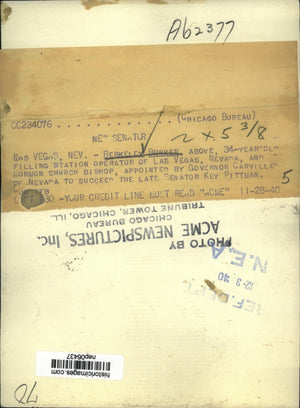 Ab2377
CC234076 (CHICAGO BUREAU)
NEW SENATOR
2 x 5 3/8
LAS VEGAS, NEV. - BERKELEY BUNKER, ABOVE, 34-YEAR-OLD
FILLING STATION OPERATOR OF LAS VEGAS, NEVADA, AND
MORMON CHURCH BISHOP, APPOINTED BY GOVERNOR CARVILLE
OF NEVADA TO SUCCEED THE LATE SENATOR KEY PITTMAN.
5
-YOUR CREDIT LINE MUST READ "ACME" 11-28-40
PHOTO BY
ACME NEWSPICTURES, Inc.
CHICAGO BUREAU
TRIBUNE TOWER, CHICAGO, ILL.
N.E.A.
12-3-40
REF. DEPT.
nep06437
historicimages.com